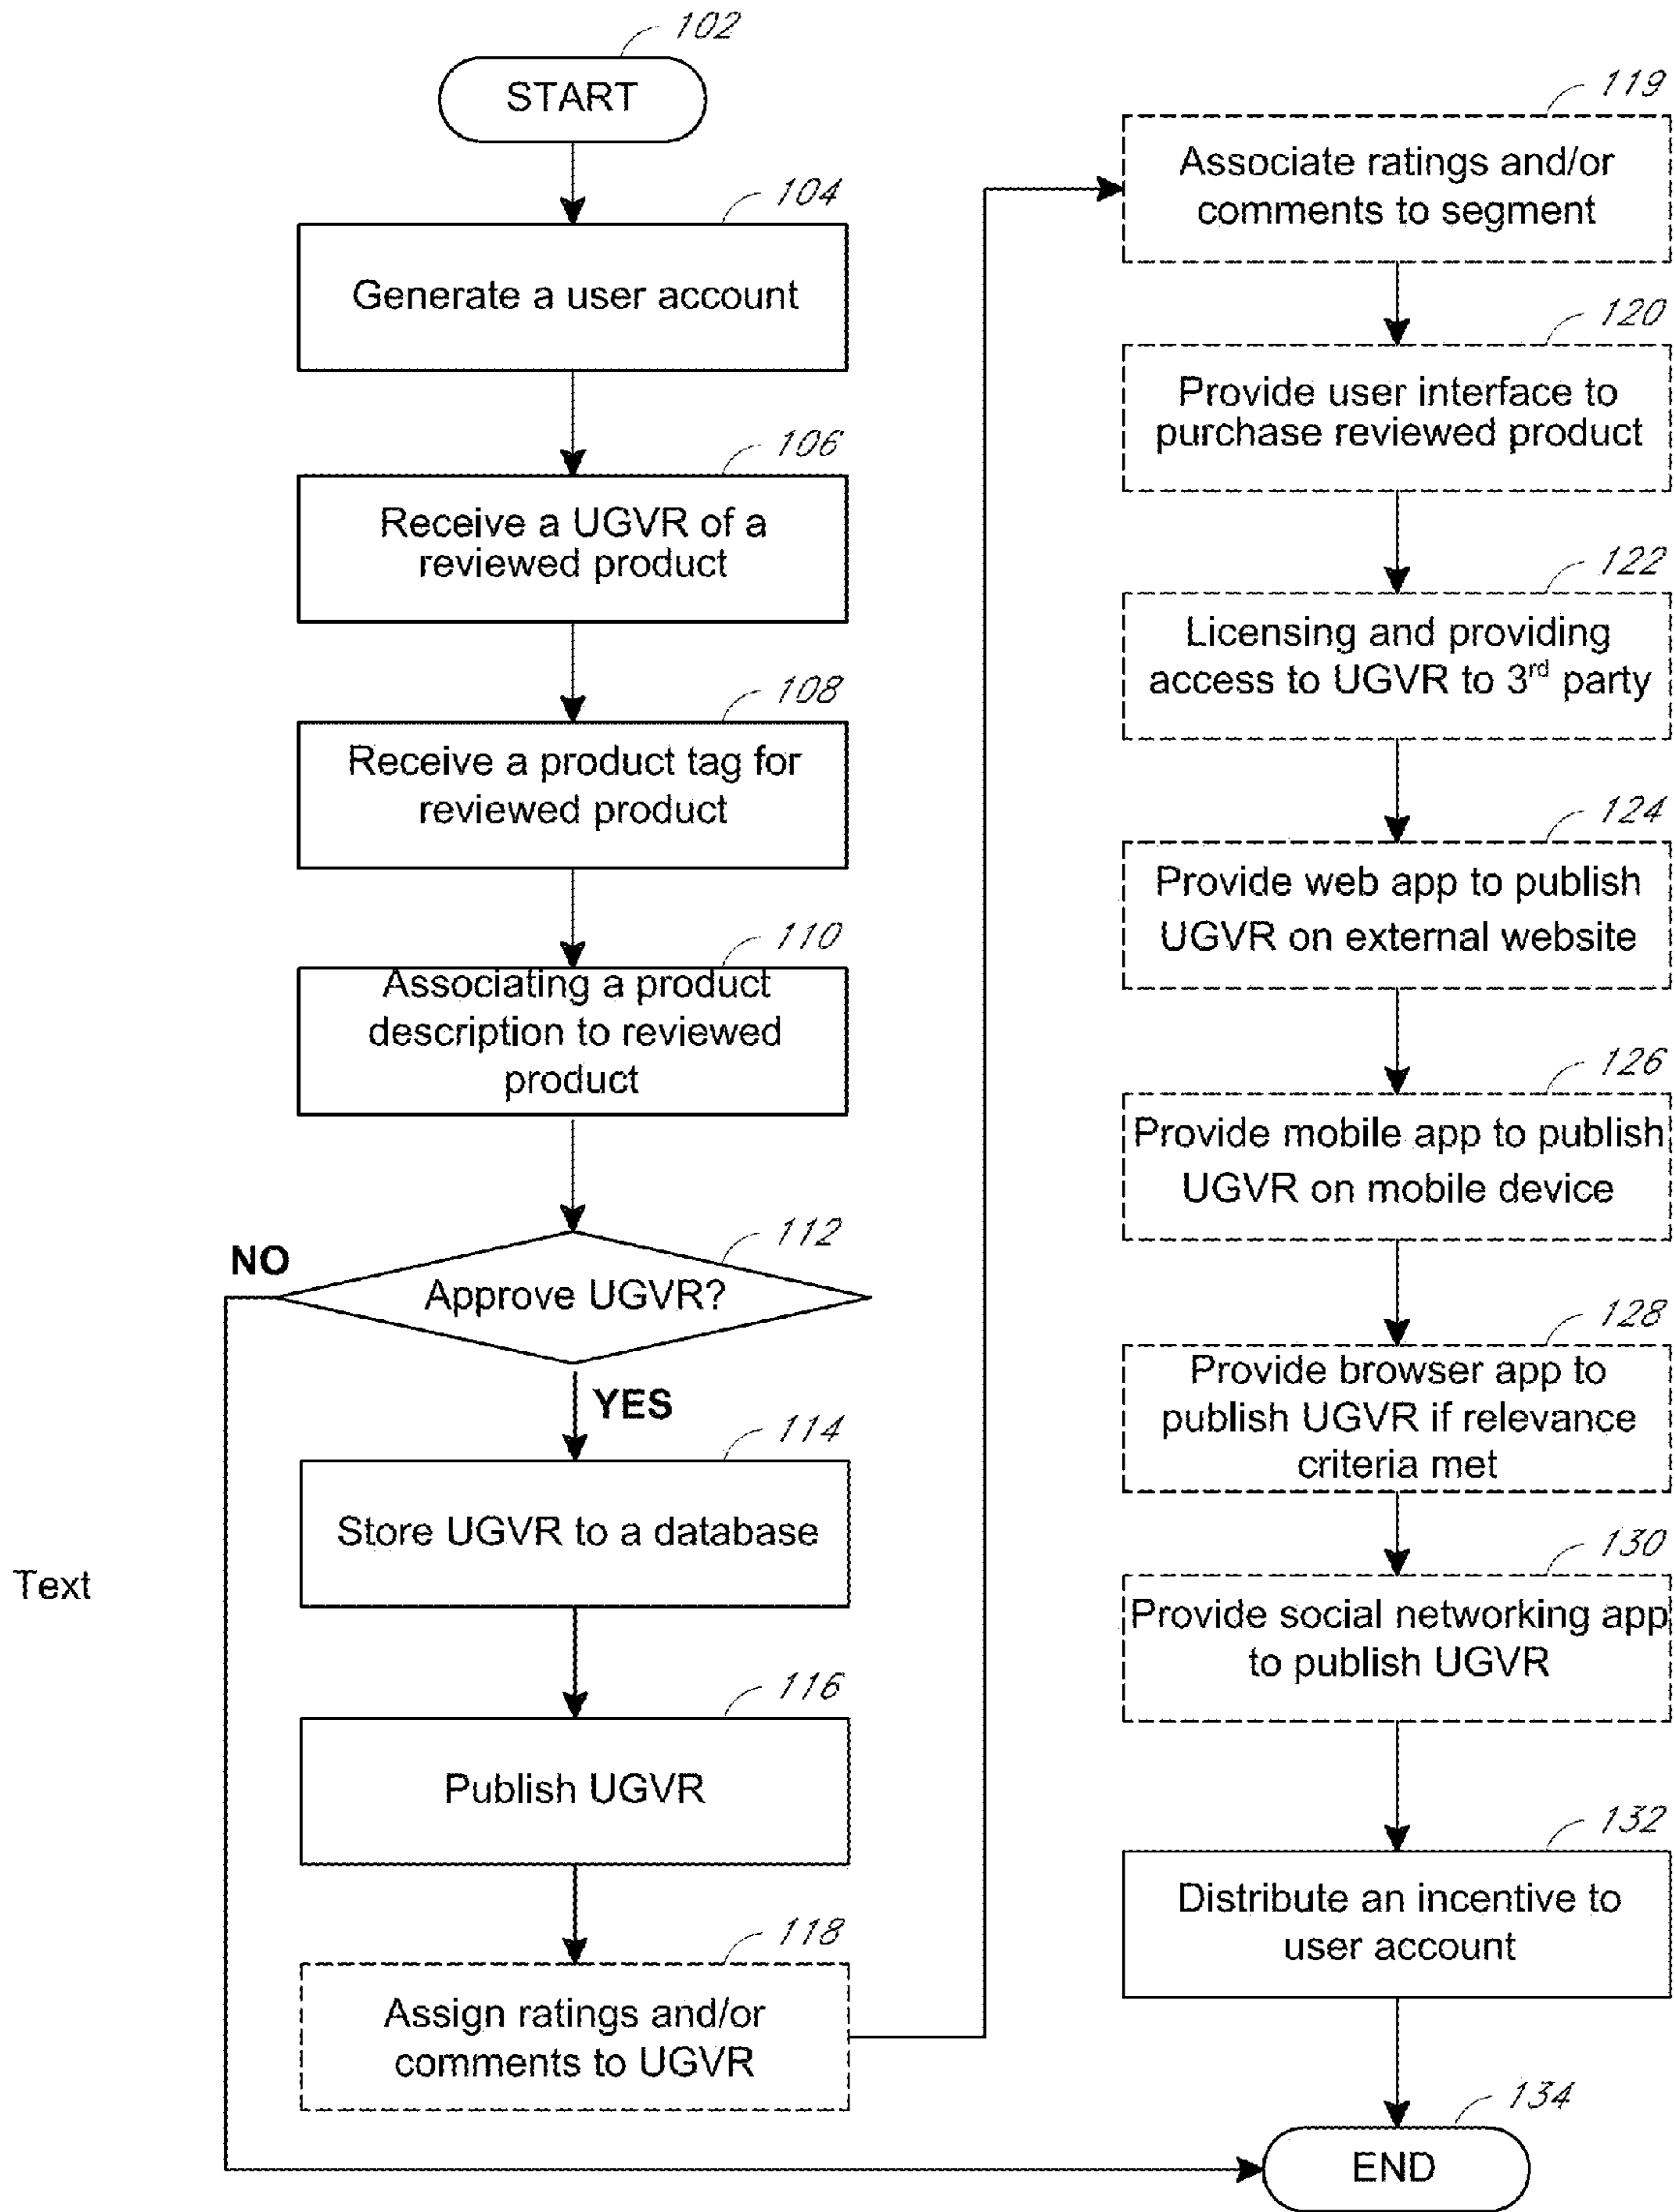 102
START
104
Generate a user account
106
Receive a UGVR of a
reviewed product
108
Receive a product tag for
reviewed product
110
Associating a product
description to reviewed
product
112
NO
Approve UGVR?
YES
114
Store UGVR to a database
Text
116
Publish UGVR
118
Assign ratings and/or
comments to UGVR
119
Associate ratings and/or
comments to segment
120
Provide user interface to
purchase reviewed product
122
Licensing and providing
access to UGVR to 3rd party
124
Provide web app to publish
UGVR on external website
126
Provide mobile app to publish
UGVR on mobile device
128
Provide browser app to
publish UGVR if relevance
criteria met
130
Provide social networking app
to publish UGVR
132
Distribute an incentive to
user account
134
END